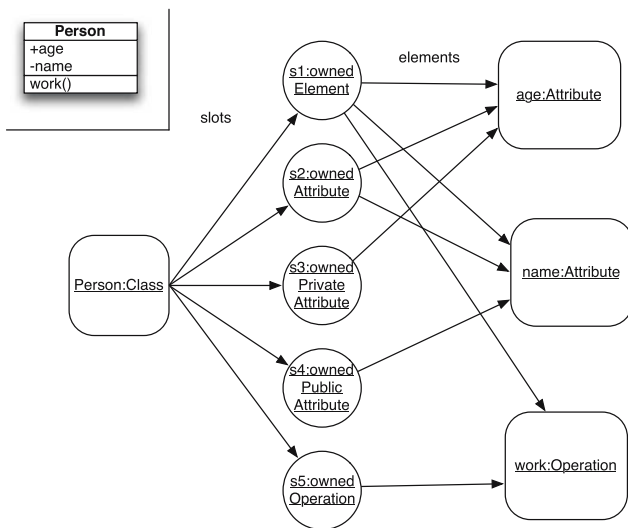 Person
+age
-name
work()
slots
elements
s1:owned
Element
s2:owned
Attribute
s3:owned
Private
Attribute
s4:owned
Public
Attribute
s5:owned
Operation
Person:Class
age:Attribute
name:Attribute
work:Operation